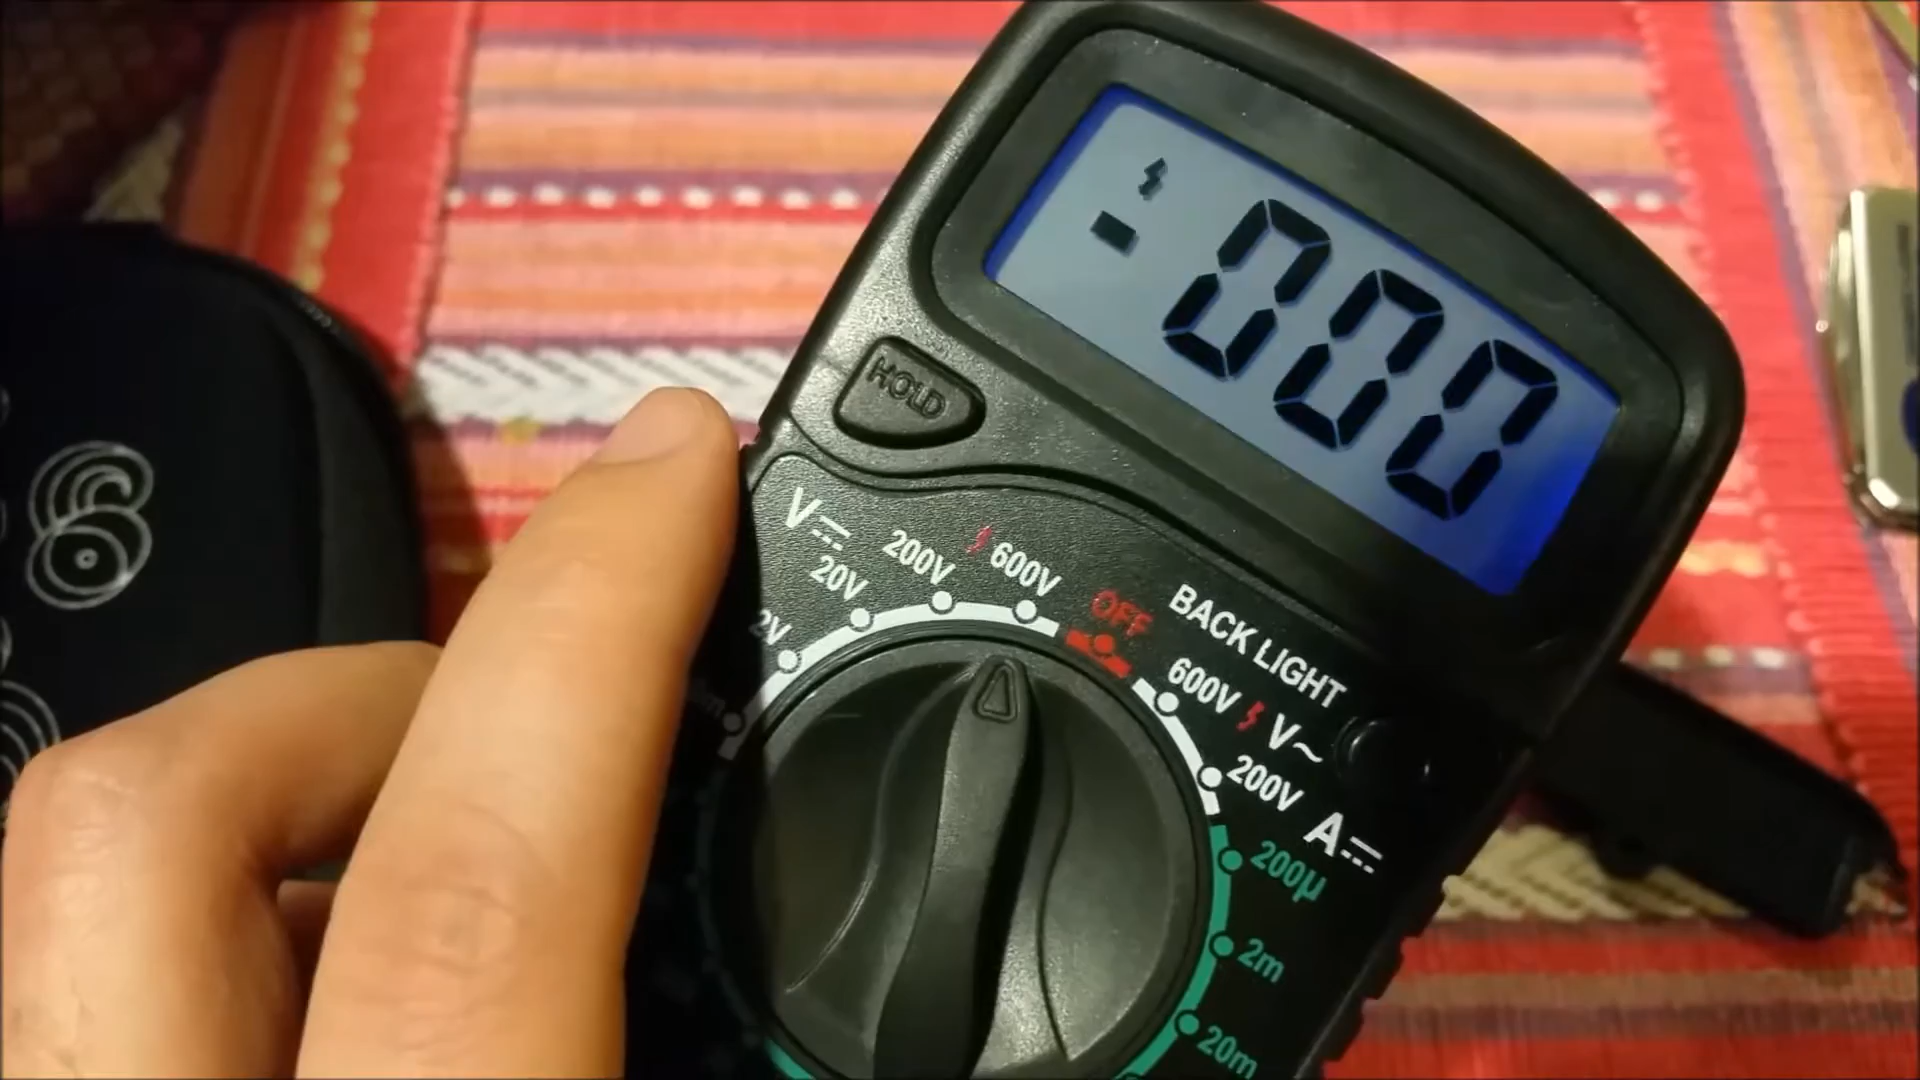 -000
HOLD
V
2V
20V
200V
600V
OFF
BACK LIGHT
600V V~
200V
A
200µ
2m
20m